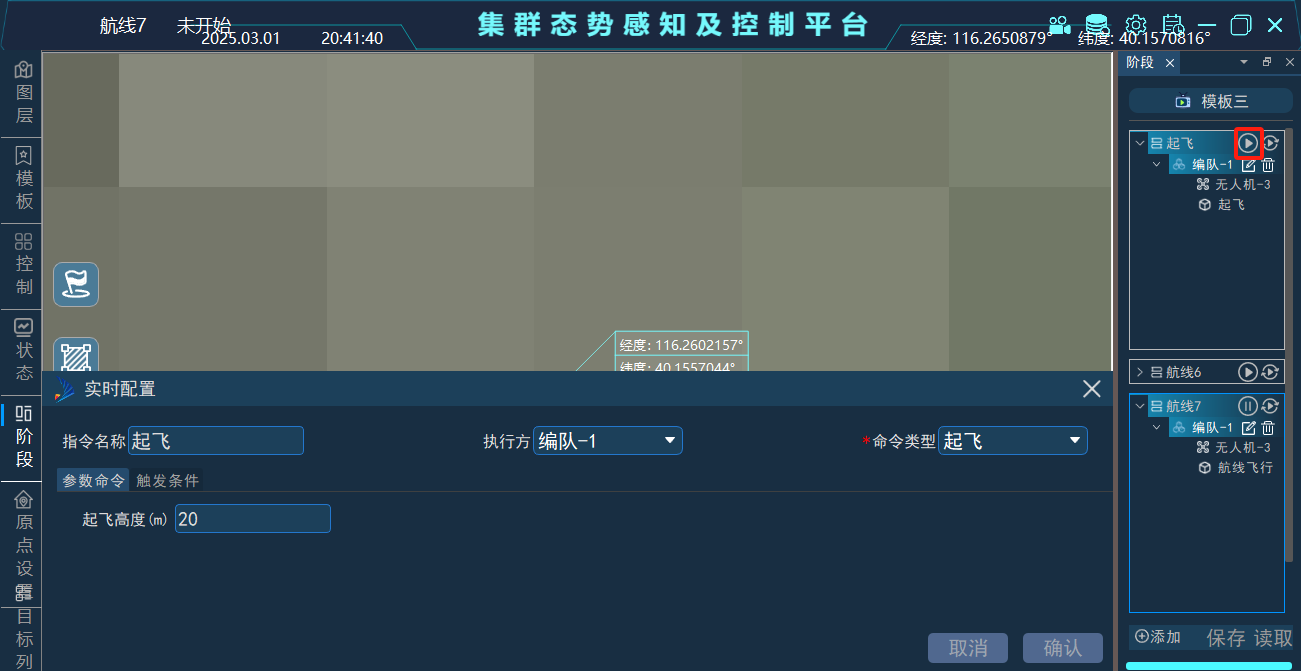 航线7 未开始
2025.03.01 20:41:40
集群态势感知及控制平台
经度: 116.2650879° 纬度: 40.1570816°
图层
模板
控制
状态
阶段
原点设置
目标列
经度: 116.2602157°
纬度: 40.1557044°
实时配置
指令名称 起飞 执行方 编队-1 *命令类型 起飞
参数命令 触发条件
起飞高度(m) 20
取消 确认
阶段
模板三
起飞
编队-1
无人机-3
起飞
航线6
航线7
编队-1
无人机-3
航线飞行
添加 保存 读取